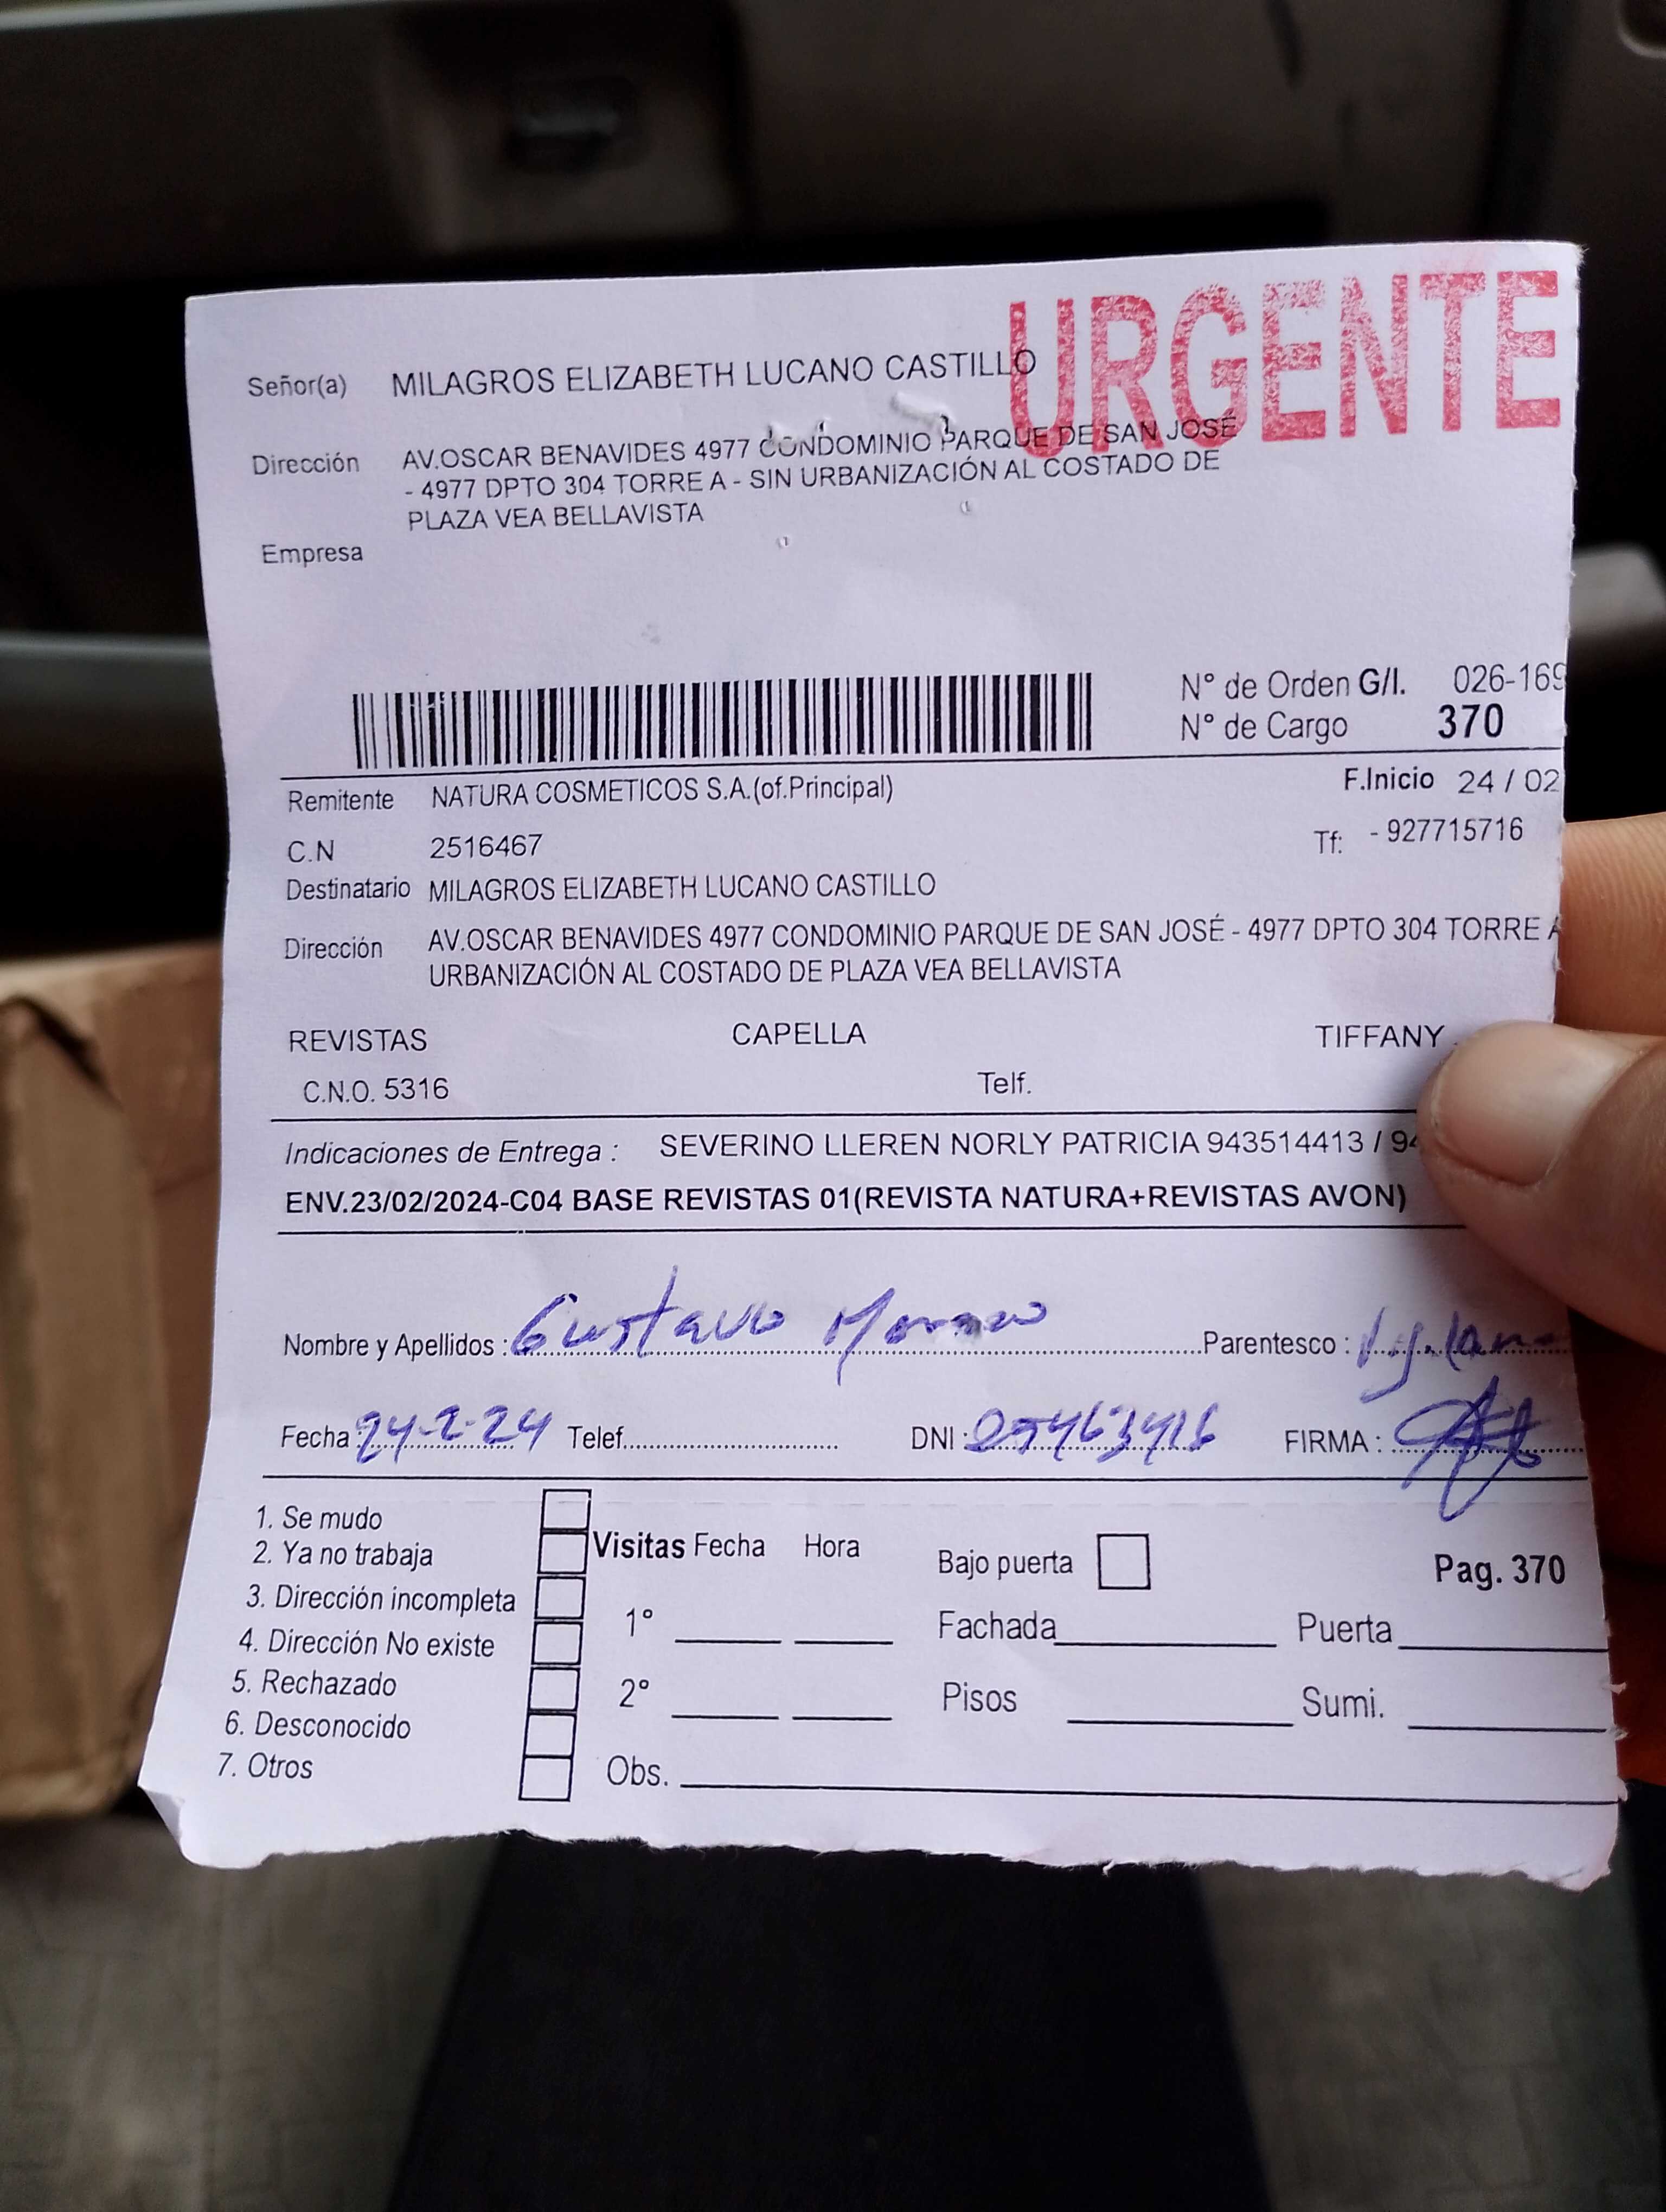 URGENTE
Señor(a) MILAGROS ELIZABETH LUCANO CASTILLO
Dirección AV.OSCAR BENAVIDES 4977 CONDOMINIO PARQUE DE SAN JOSÉ
- 4977 DPTO 304 TORRE A - SIN URBANIZACIÓN AL COSTADO DE
PLAZA VEA BELLAVISTA
Empresa
N° de Orden G/I. 026-169
N° de Cargo 370
Remitente NATURA COSMETICOS S.A.(of.Principal) F.Inicio 24 / 02
C.N 2516467 Tf: - 927715716
Destinatario MILAGROS ELIZABETH LUCANO CASTILLO
Dirección AV.OSCAR BENAVIDES 4977 CONDOMINIO PARQUE DE SAN JOSÉ - 4977 DPTO 304 TORRE A
URBANIZACIÓN AL COSTADO DE PLAZA VEA BELLAVISTA
REVISTAS CAPELLA TIFFANY
C.N.O. 5316 Telf.
Indicaciones de Entrega : SEVERINO LLEREN NORLY PATRICIA 943514413 / 94
ENV.23/02/2024-C04 BASE REVISTAS 01(REVISTA NATURA+REVISTAS AVON)
Nombre y Apellidos : Gustavo Parentesco :
Fecha 24-2-24 Telef. DNI : FIRMA :
1. Se mudo
2. Ya no trabaja
3. Dirección incompleta
4. Dirección No existe
5. Rechazado
6. Desconocido
7. Otros
Visitas Fecha Hora Bajo puerta Pag. 370
1° Fachada Puerta
2° Pisos Sumi.
Obs.